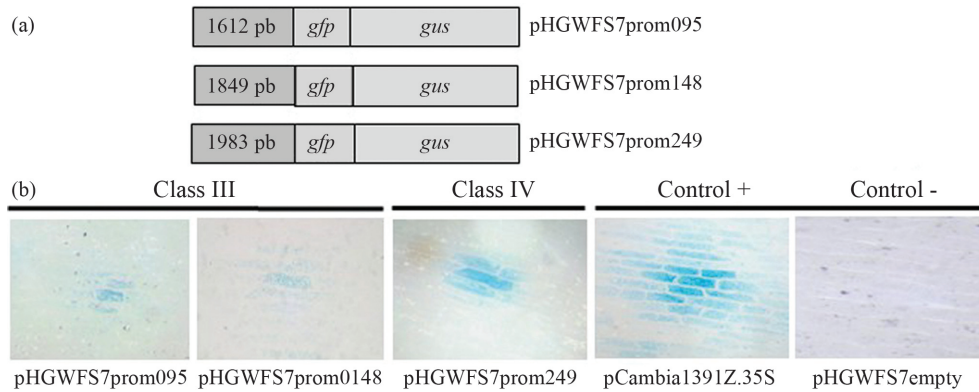 (a)
1612 pb gfp gus pHGWFS7prom095
1849 pb gfp gus pHGWFS7prom148
1983 pb gfp gus pHGWFS7prom249
(b) Class III Class IV Control + Control -
pHGWFS7prom095 pHGWFS7prom0148 pHGWFS7prom249 pCambia1391Z.35S pHGWFS7empty